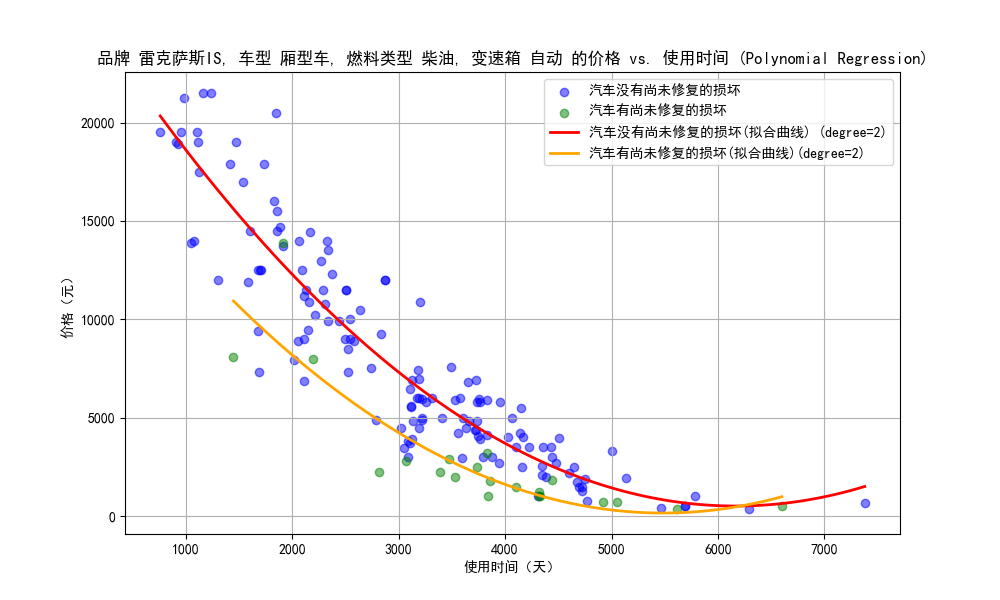 品牌 雷克萨斯IS, 车型 厢型车, 燃料类型 柴油, 变速箱 自动 的价格 vs. 使用时间 (Polynomial Regression)
汽车没有尚未修复的损坏
汽车有尚未修复的损坏
汽车没有尚未修复的损坏(拟合曲线) (degree=2)
汽车有尚未修复的损坏(拟合曲线)(degree=2)
价格（元）
20000
15000
10000
5000
0
1000 2000 3000 4000 5000 6000 7000
使用时间（天）